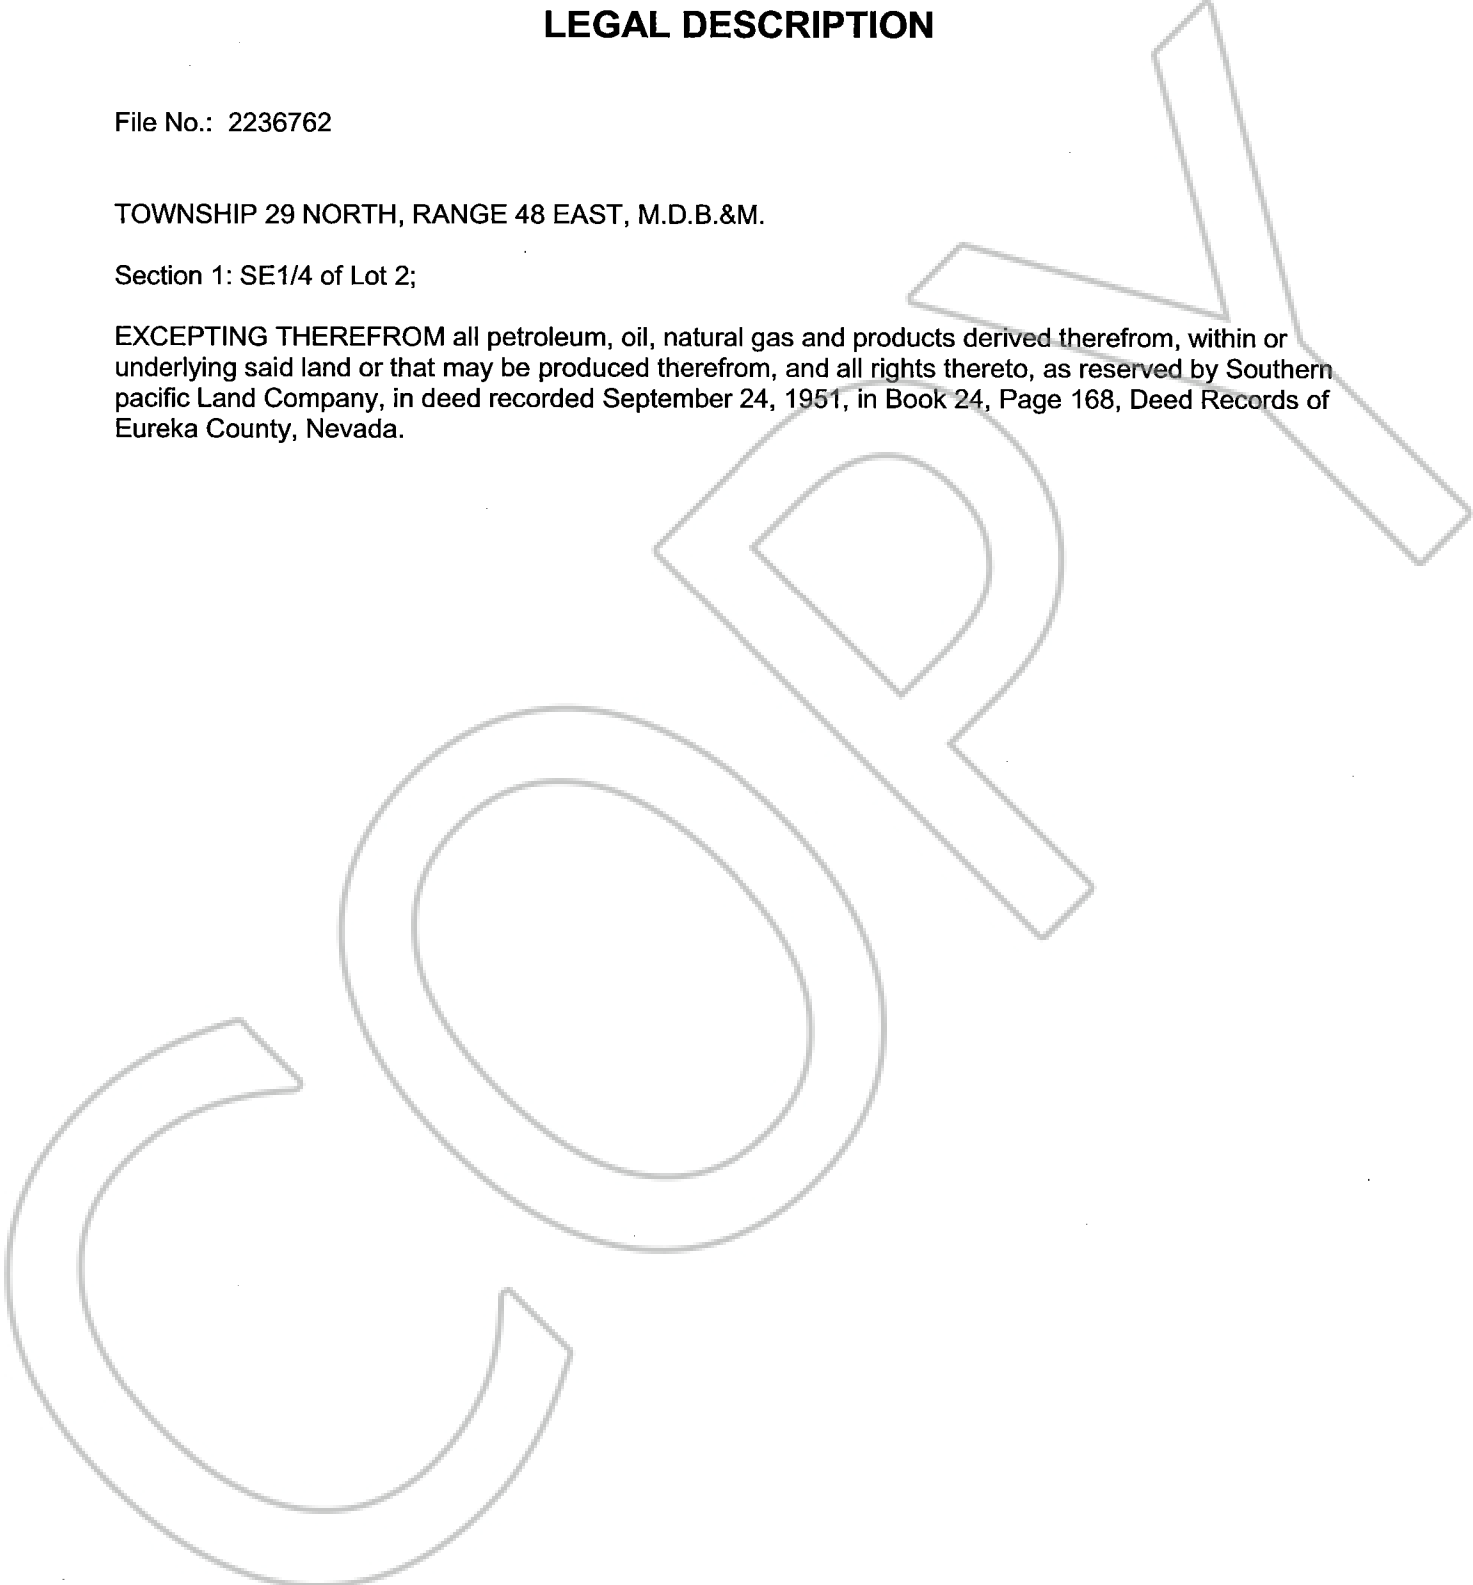 LEGAL DESCRIPTION
File No.: 2236762
TOWNSHIP 29 NORTH, RANGE 48 EAST, M.D.B.&M.
Section 1: SE1/4 of Lot 2;
EXCEPTING THEREFROM all petroleum, oil, natural gas and products derived therefrom, within or
underlying said land or that may be produced therefrom, and all rights thereto, as reserved by Southern
pacific Land Company, in deed recorded September 24, 1951, in Book 24, Page 168, Deed Records of
Eureka County, Nevada.
COPY